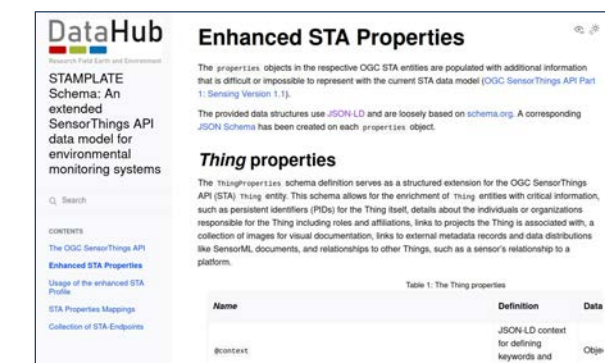 DataHub
Research Field Earth and Environment
STAMPLATE
Schema: An
extended
SensorThings API
data model for
environmental
monitoring systems
Search
CONTENTS
The OGC SensorThings API
Enhanced STA Properties
Usage of the enhanced STA
Profile
STA Properties Mappings
Collection of STA-Endpoints
Enhanced STA Properties
The properties objects in the respective OGC STA entities are populated with additional information
that is difficult or impossible to represent with the current STA data model (OGC SensorThings API Part
1: Sensing Version 1.1).
The provided data structures use JSON-LD and are loosely based on schema.org. A corresponding
JSON Schema has been created on each properties object.
Thing properties
The ThingProperties schema definition serves as a structured extension for the OGC SensorThings
API (STA) Thing entity. This schema allows for the enrichment of Thing entities with critical information,
such as persistent identifiers (PIDs) for the Thing itself, details about the individuals or organizations
responsible for the Thing including roles and affiliations, links to projects the Thing is associated with, a
collection of images for visual documentation, links to external metadata records and data distributions
like SensorML documents, and relationships to other Things, such as a sensor's relationship to a
platform.
Table 1: The Thing properties
Name Definition Data
JSON-LD context
for defining
@context keywords and Obje